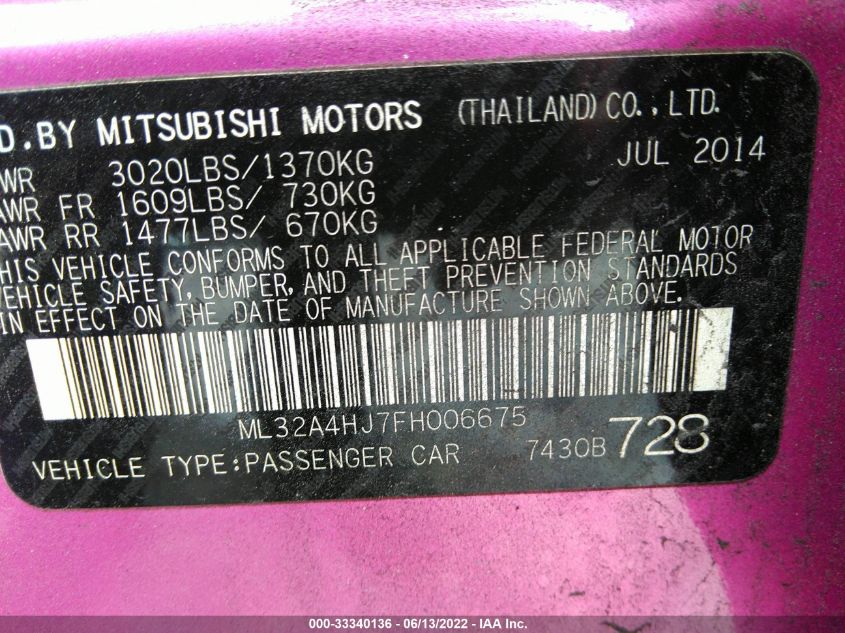 D.BY MITSUBISHI MOTORS (THAILAND) CO., LTD.
WR 3020LBS/1370KG JUL 2014
AWR FR 1609LBS/ 730KG
AWR RR 1477LBS/ 670KG
HIS VEHICLE CONFORMS TO ALL APPLICABLE FEDERAL MOTOR
VEHICLE SAFETY, BUMPER, AND THEFT PREVENTION STANDARDS
IN EFFECT ON THE DATE OF MANUFACTURE SHOWN ABOVE.
ML32A4HJ7FH006675
VEHICLE TYPE:PASSENGER CAR 7430B 728
000-33340136 - 06/13/2022 - IAA Inc.